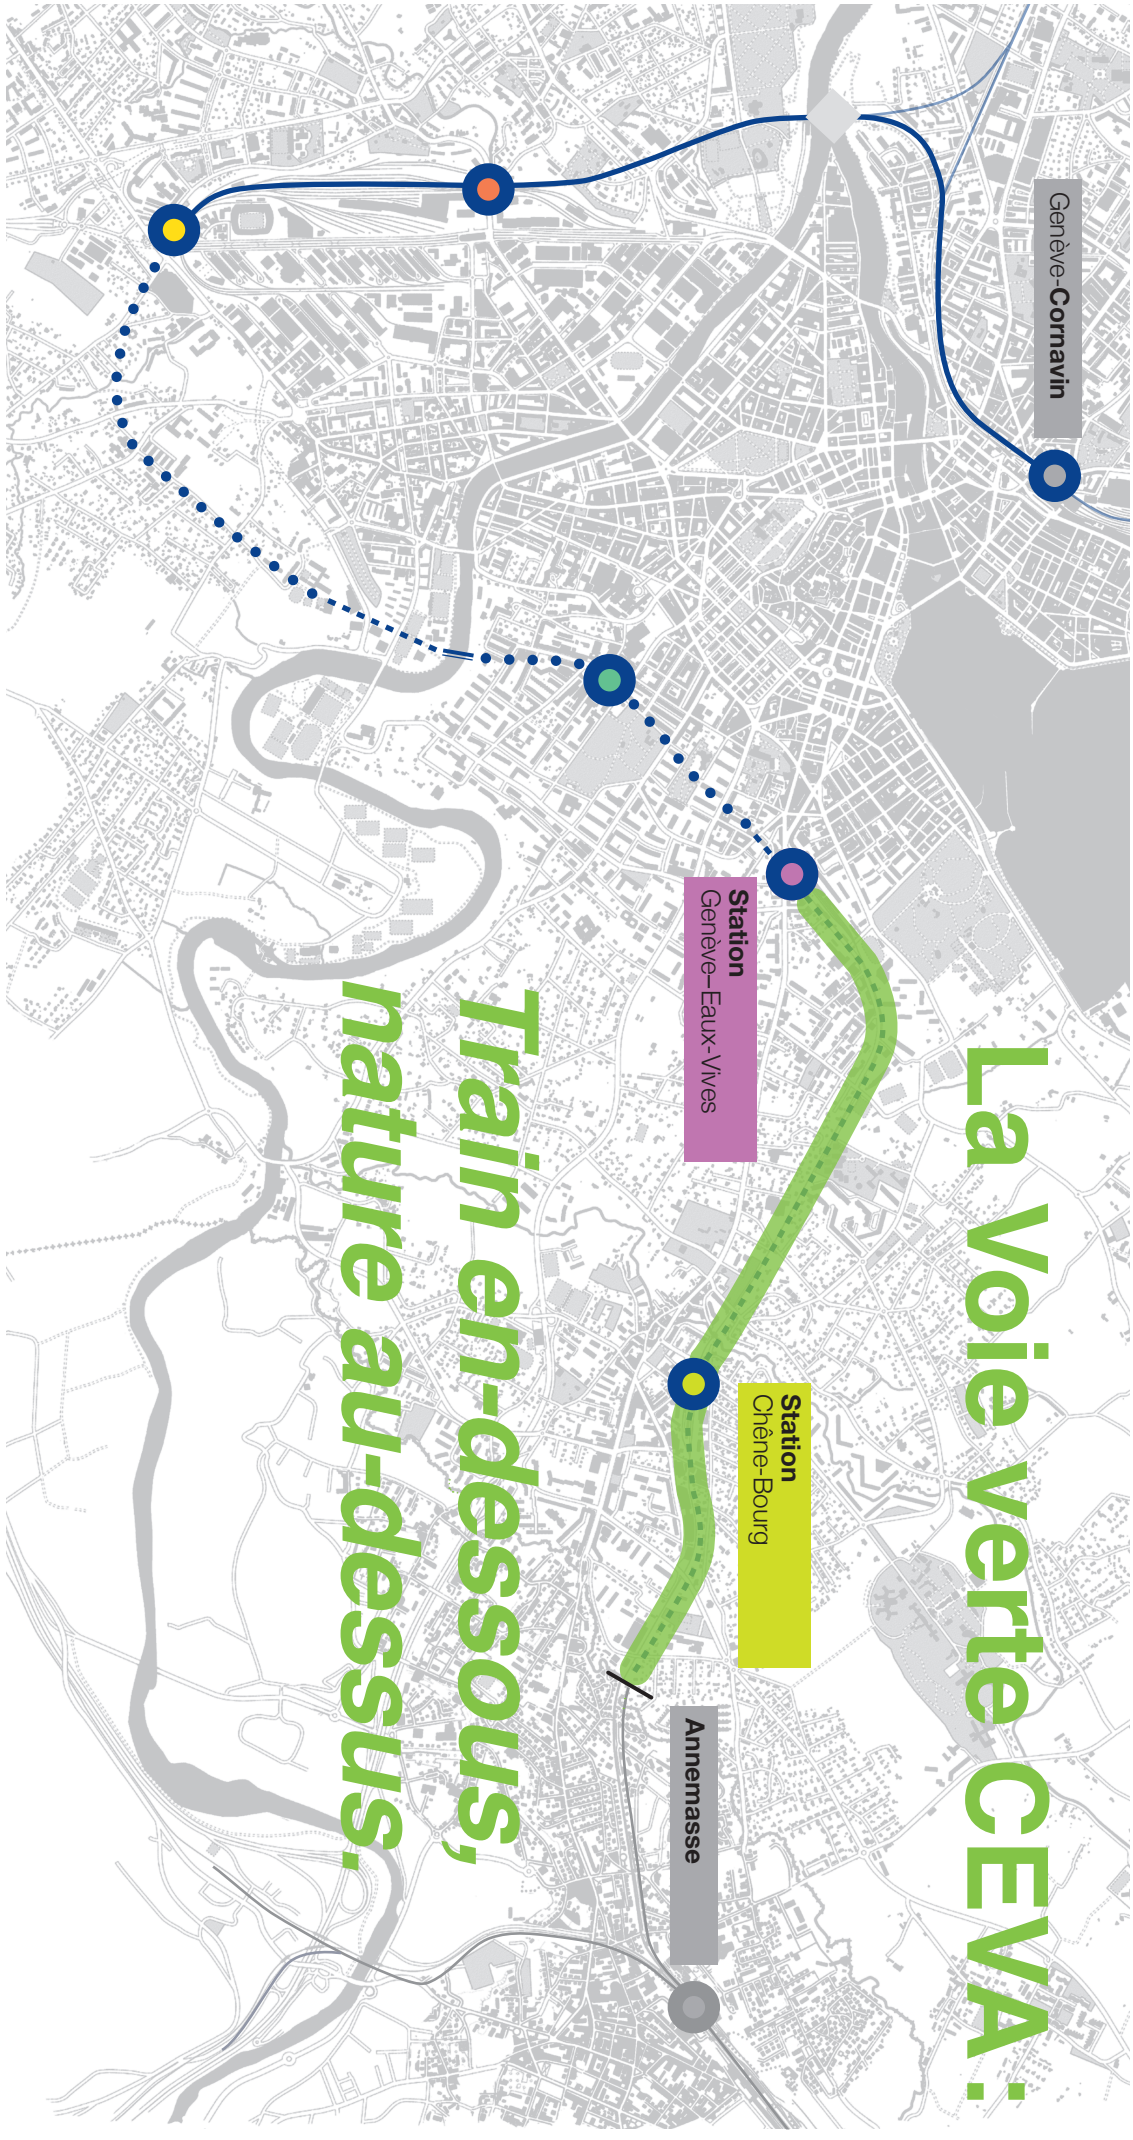 La Voie verte CEVA :
Genève-Cornavin
Station
Chêne-Bourg
Station
Genève–Eaux-Vives
Annemasse
Train en-dessous,
nature au-dessus.